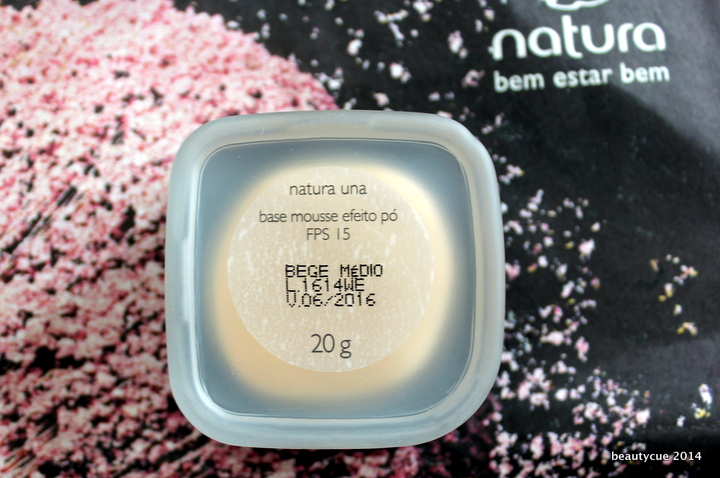 natura
bem estar bem
natura una
base mousse efeito pó
FPS 15
BEGE MéDIO
L.1614WE
V.06/2016
20 g
beautycue 2014